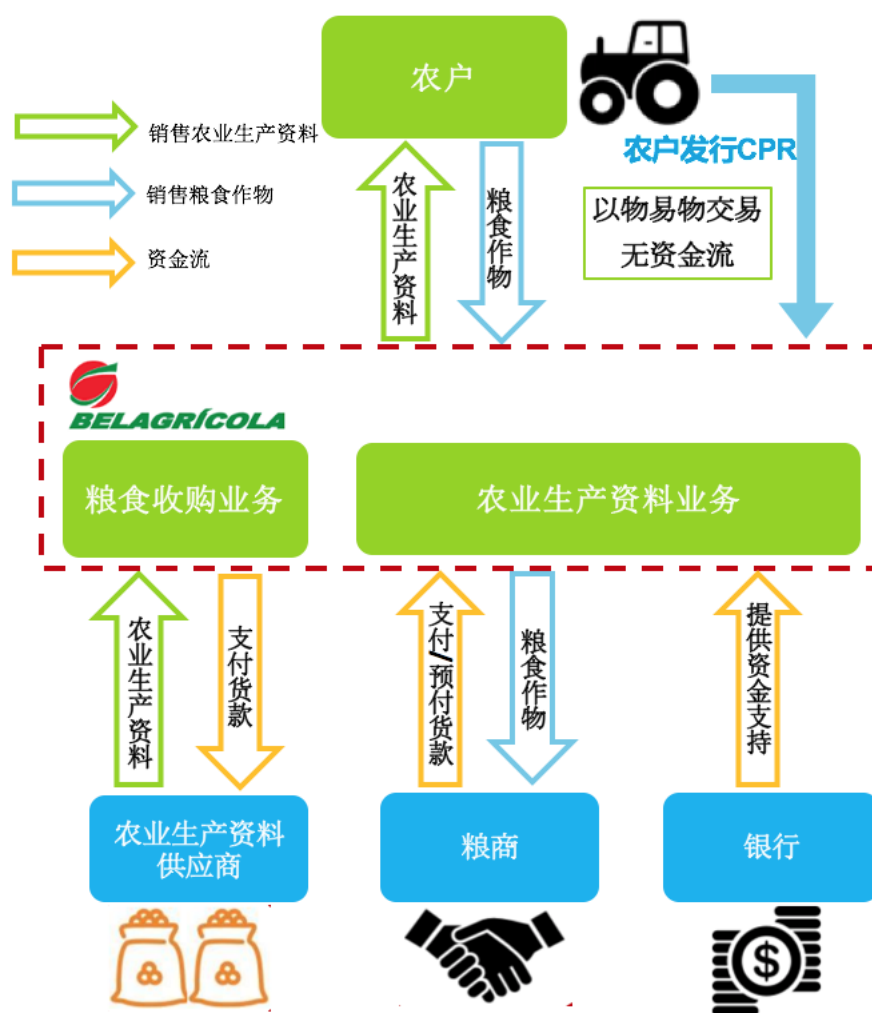 农户
销售农业生产资料
销售粮食作物
资金流
农户发行CPR
以物易物交易
无资金流
农业生产资料
粮食作物
BELAGRÍCOLA
粮食收购业务
农业生产资料业务
农业生产资料
支付货款
支付/预付货款
粮食作物
提供资金支持
农业生产资料
供应商
粮商
银行
$